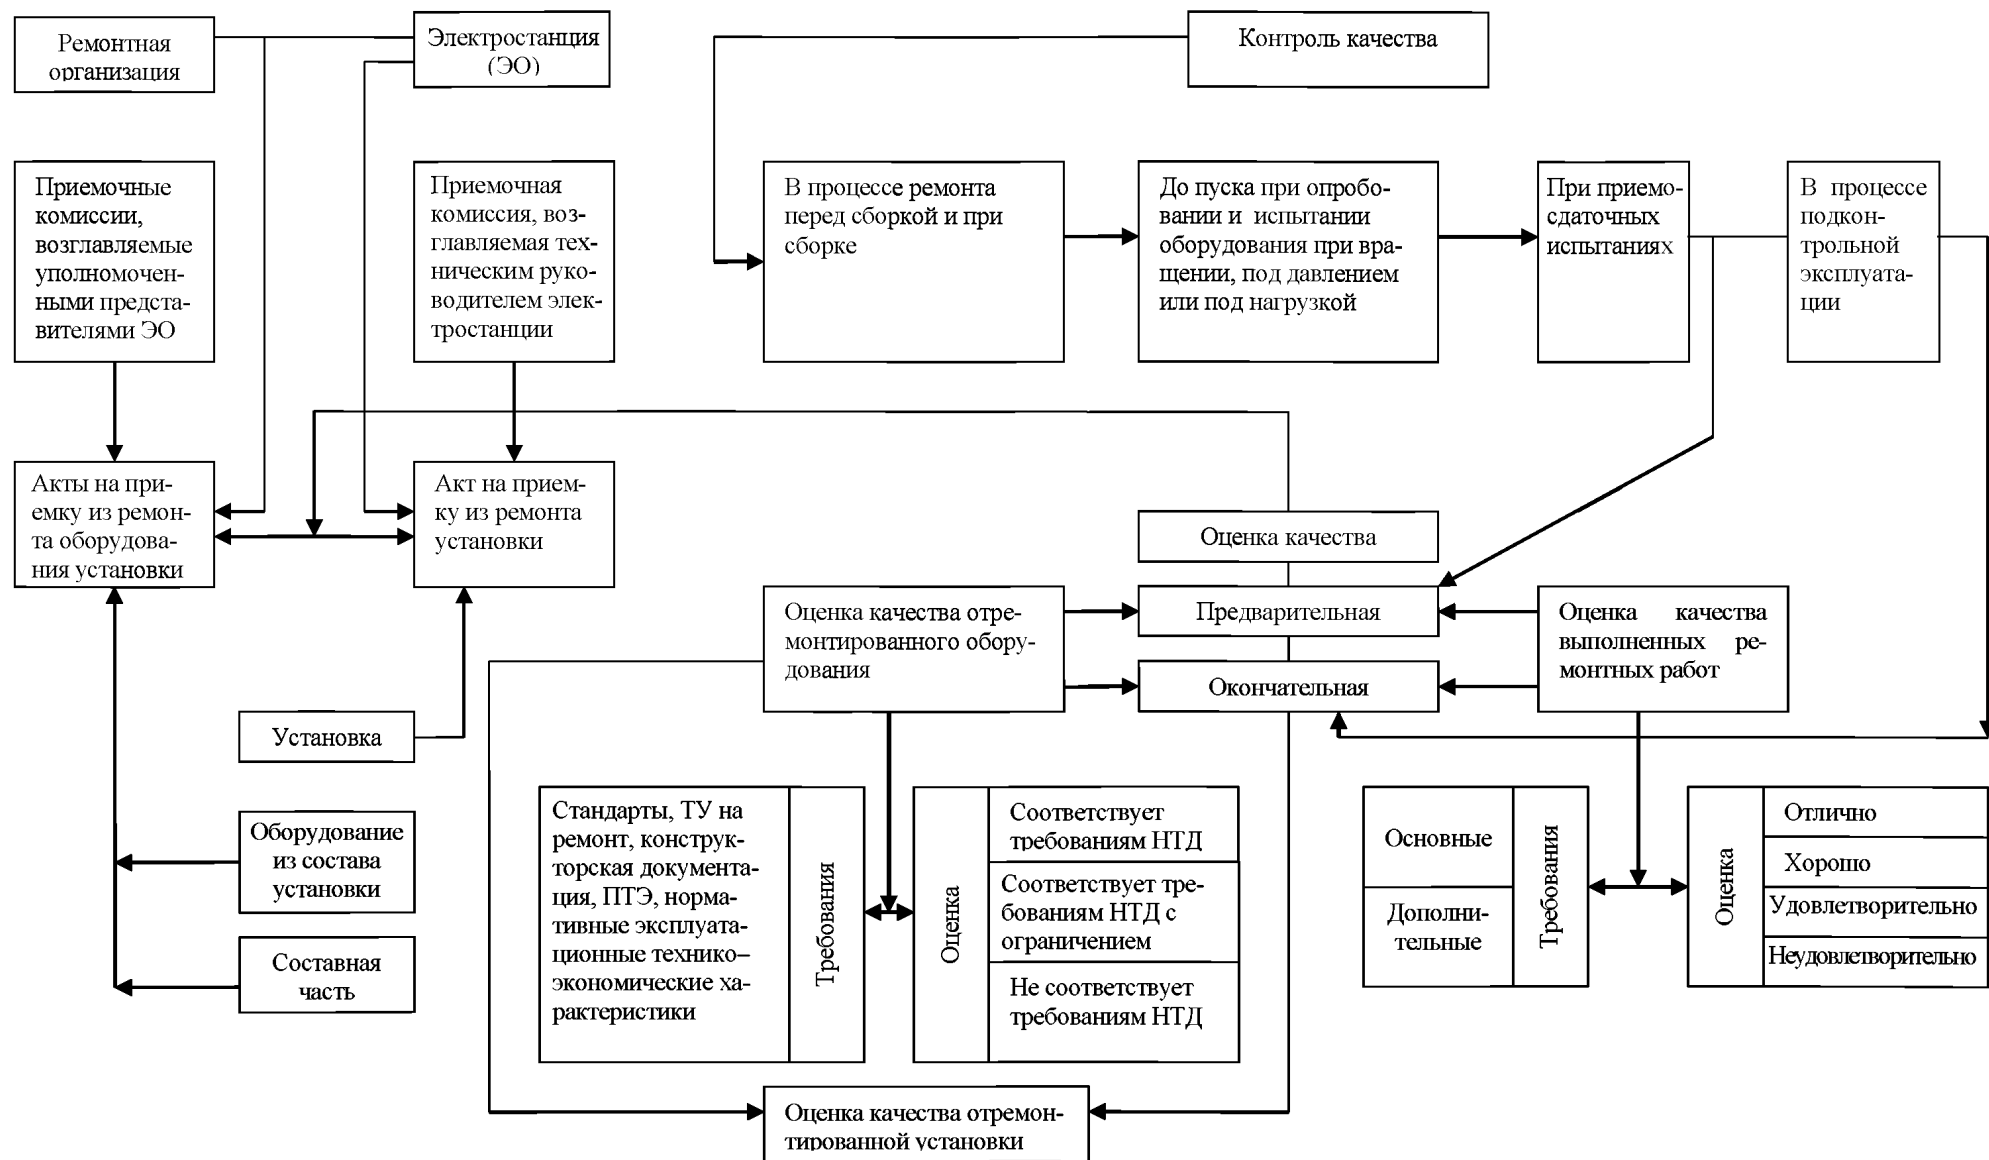 Ремонтная
организация
Электростанция
(ЭО)
Контроль качества
Приемочные
комиссии,
возглавляемые
уполномочен-
ными предста-
вителями ЭО
Приемочная
комиссия, воз-
главляемая тех-
ническим руко-
водителем элек-
тростанции
В процессе ремонта
перед сборкой и при
сборке
До пуска при опробо-
вании и испытании
оборудования при вра-
щении, под давлением
или под нагрузкой
При приемо-
сдаточных
испытаниях
В процессе
подкон-
трольной
эксплуата-
ции
Акты на при-
емку из ремон-
та оборудова-
ния установки
Акт на прием-
ку из ремонта
установки
Оценка качества
Предварительная
Окончательная
Оценка качества отре-
монтированного обору-
дования
Оценка качества
выполненных ре-
монтных работ
Установка
Оборудование
из состава
установки
Составная
часть
Стандарты, ТУ на
ремонт, конструк-
торская документа-
ция, ПТЭ, норма-
тивные эксплуата-
ционные технико–
экономические ха-
рактеристики
Требования
Оценка
Соответствует
требованиям НТД
Соответствует тре-
бованиям НТД с
ограничением
Не соответствует
требованиям НТД
Основные
Дополни-
тельные
Требования
Оценка
Отлично
Хорошо
Удовлетворительно
Неудовлетворительно
Оценка качества отремон-
тированной установки